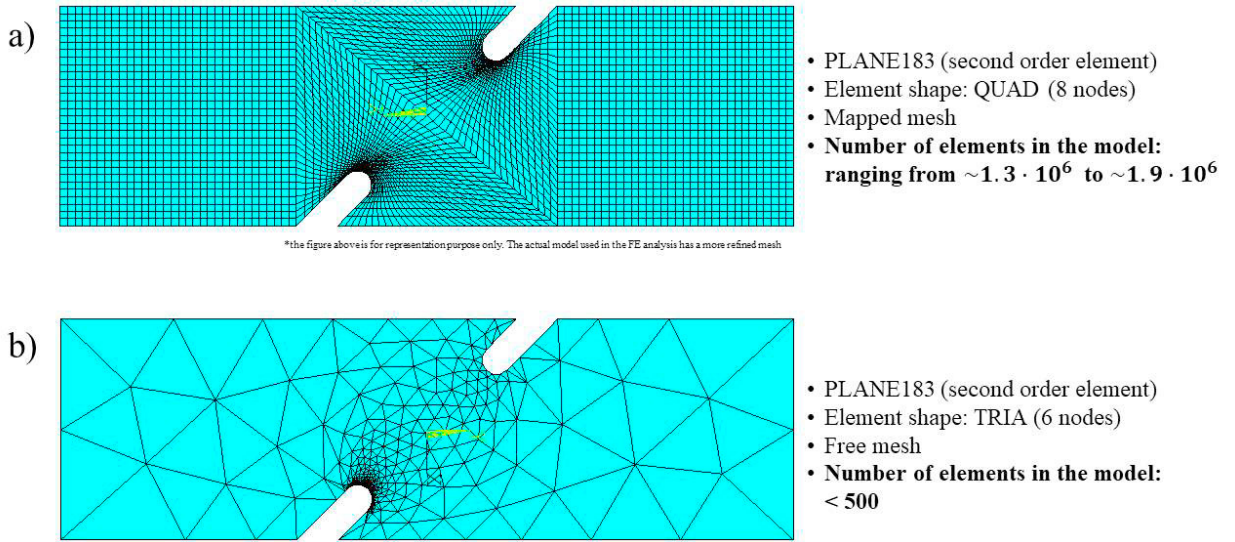 a)
• PLANE183 (second order element)
• Element shape: QUAD (8 nodes)
• Mapped mesh
• Number of elements in the model:
ranging from ~1.3 · 10⁶ to ~1.9 · 10⁶
*the figure above is for representation purpose only. The actual model used in the FE analysis has a more refined mesh
b)
• PLANE183 (second order element)
• Element shape: TRIA (6 nodes)
• Free mesh
• Number of elements in the model:
< 500